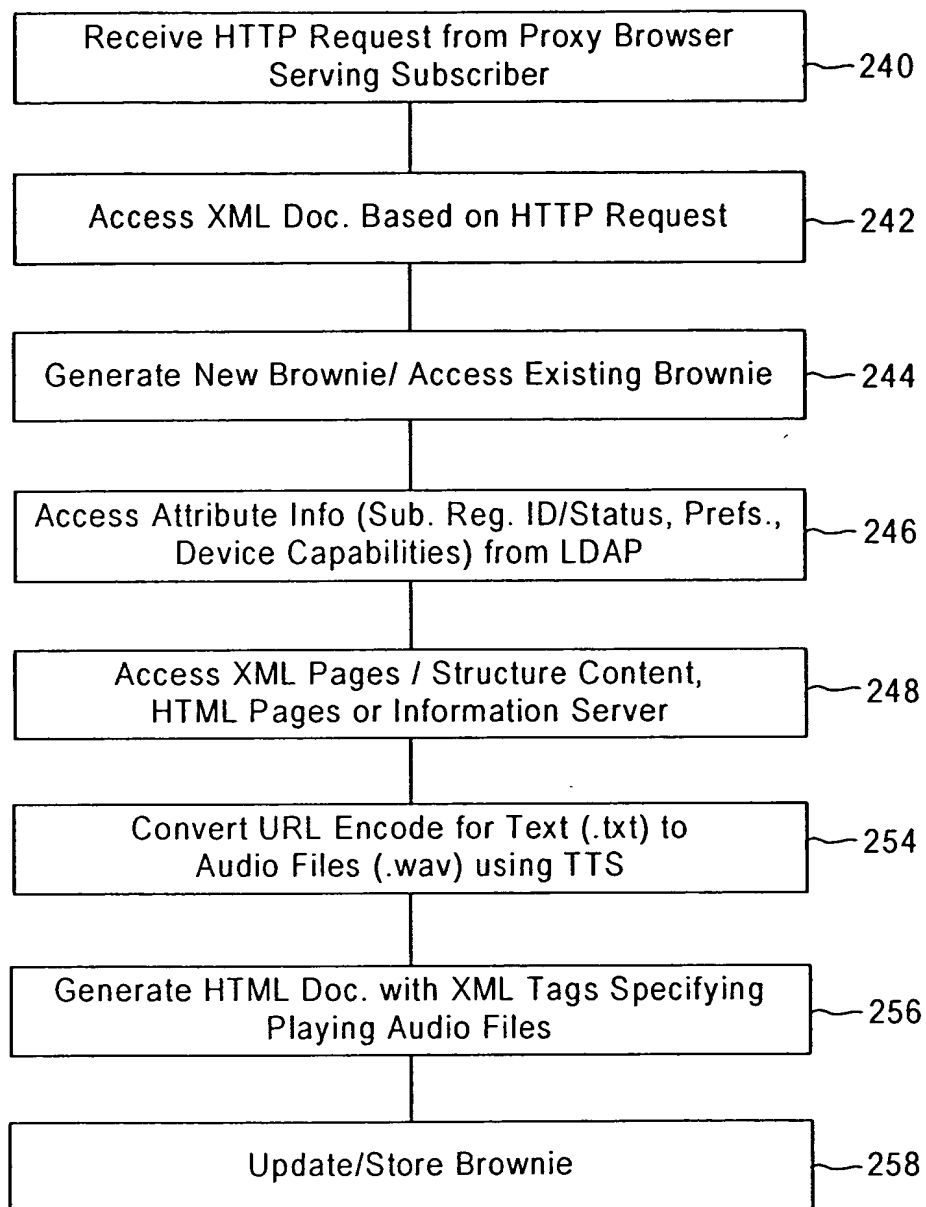 Receive HTTP Request from Proxy Browser
Serving Subscriber
240
Access XML Doc. Based on HTTP Request
242
Generate New Brownie/ Access Existing Brownie
244
Access Attribute Info (Sub. Reg. ID/Status, Prefs.,
Device Capabilities) from LDAP
246
Access XML Pages / Structure Content,
HTML Pages or Information Server
248
Convert URL Encode for Text (.txt) to
Audio Files (.wav) using TTS
254
Generate HTML Doc. with XML Tags Specifying
Playing Audio Files
256
Update/Store Brownie
258